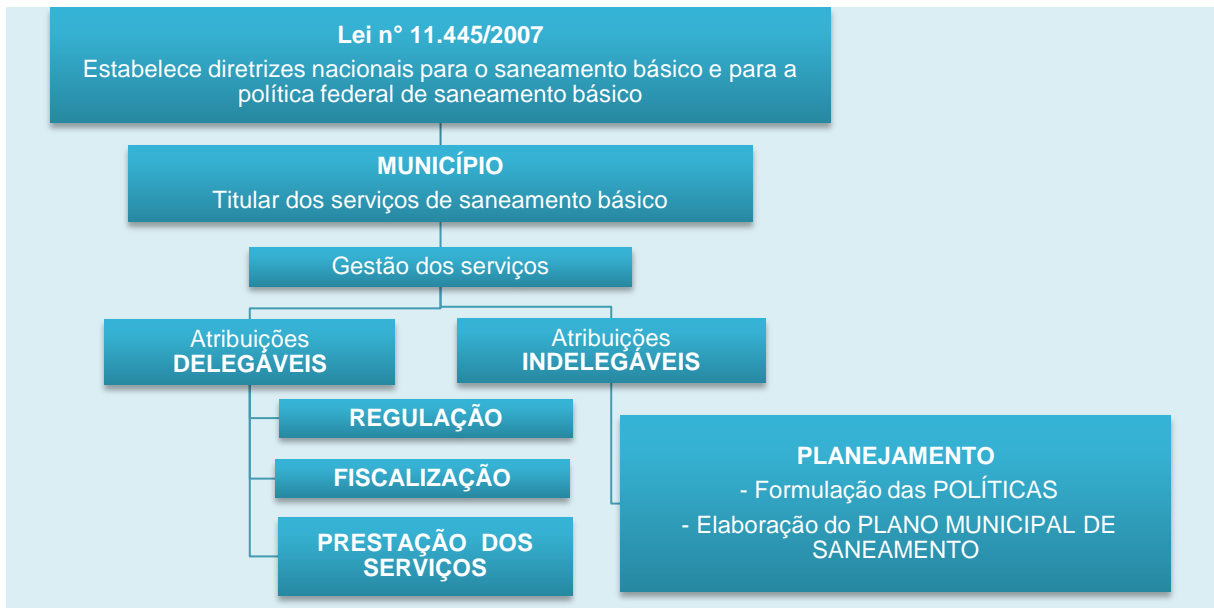 Lei n° 11.445/2007
Estabelece diretrizes nacionais para o saneamento básico e para a
política federal de saneamento básico
MUNICÍPIO
Titular dos serviços de saneamento básico
Gestão dos serviços
Atribuições
DELEGÁVEIS
Atribuições
INDELEGÁVEIS
REGULAÇÃO
FISCALIZAÇÃO
PRESTAÇÃO DOS
SERVIÇOS
PLANEJAMENTO
- Formulação das POLÍTICAS
- Elaboração do PLANO MUNICIPAL DE
SANEAMENTO